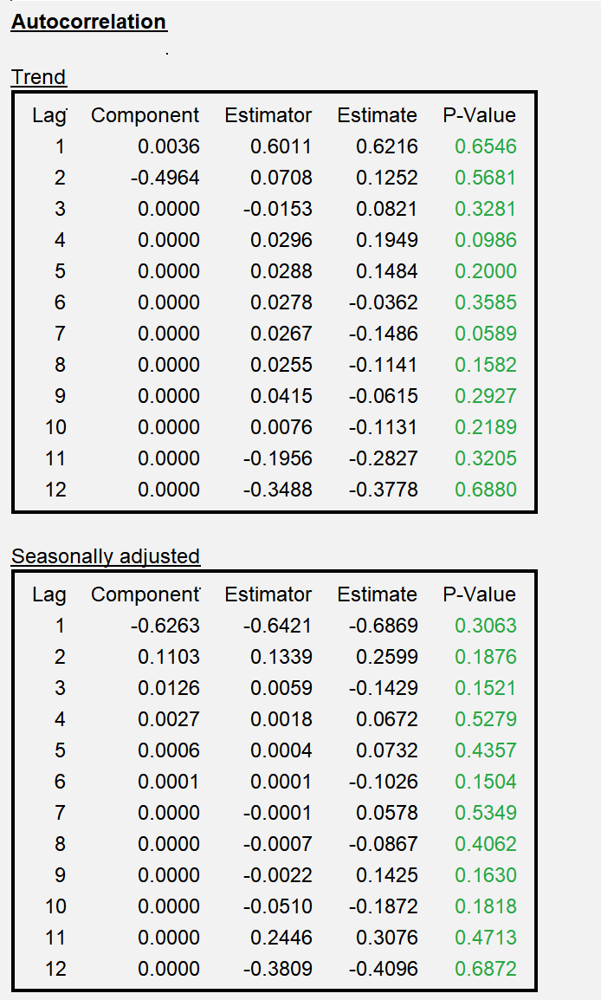 Autocorrelation
Trend
Lag Component Estimator Estimate P-Value
1 0.0036 0.6011 0.6216 0.6546
2 -0.4964 0.0708 0.1252 0.5681
3 0.0000 -0.0153 0.0821 0.3281
4 0.0000 0.0296 0.1949 0.0986
5 0.0000 0.0288 0.1484 0.2000
6 0.0000 0.0278 -0.0362 0.3585
7 0.0000 0.0267 -0.1486 0.0589
8 0.0000 0.0255 -0.1141 0.1582
9 0.0000 0.0415 -0.0615 0.2927
10 0.0000 0.0076 -0.1131 0.2189
11 0.0000 -0.1956 -0.2827 0.3205
12 0.0000 -0.3488 -0.3778 0.6880
Seasonally adjusted
Lag Component Estimator Estimate P-Value
1 -0.6263 -0.6421 -0.6869 0.3063
2 0.1103 0.1339 0.2599 0.1876
3 0.0126 0.0059 -0.1429 0.1521
4 0.0027 0.0018 0.0672 0.5279
5 0.0006 0.0004 0.0732 0.4357
6 0.0001 0.0001 -0.1026 0.1504
7 0.0000 -0.0001 0.0578 0.5349
8 0.0000 -0.0007 -0.0867 0.4062
9 0.0000 -0.0022 0.1425 0.1630
10 0.0000 -0.0510 -0.1872 0.1818
11 0.0000 0.2446 0.3076 0.4713
12 0.0000 -0.3809 -0.4096 0.6872